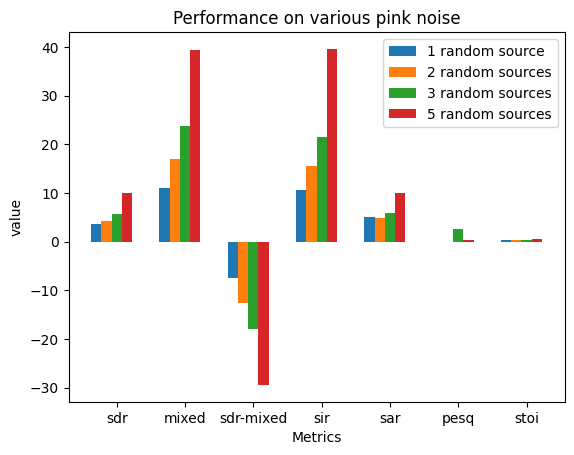 Performance on various pink noise
1 random source
2 random sources
3 random sources
5 random sources
40
30
20
10
0
−10
−20
−30
value
sdr mixed sdr-mixed sir sar pesq stoi
Metrics